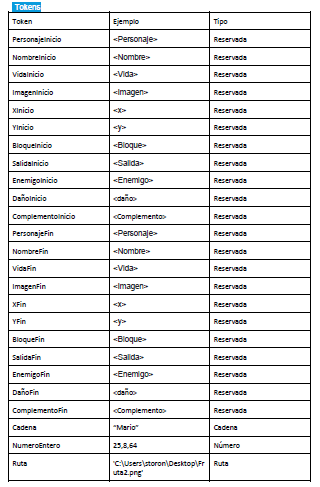 Tokens
Token Ejemplo Tipo
PersonajeInicio <Personaje> Reservada
NombreInicio <Nombre> Reservada
VidaInicio <Vida> Reservada
ImagenInicio <Imagen> Reservada
XInicio <x> Reservada
YInicio <y> Reservada
BloqueInicio <Bloque> Reservada
SalidaInicio <Salida> Reservada
EnemigoInicio <Enemigo> Reservada
DañoInicio <daño> Reservada
ComplementoInicio <Complemento> Reservada
PersonajeFin <Personaje> Reservada
NombreFin <Nombre> Reservada
VidaFin <Vida> Reservada
ImagenFin <Imagen> Reservada
XFin <x> Reservada
YFin <y> Reservada
BloqueFin <Bloque> Reservada
SalidaFin <Salida> Reservada
EnemigoFin <Enemigo> Reservada
DañoFin <daño> Reservada
ComplementoFin <Complemento> Reservada
Cadena “Mario” Cadena
NumeroEntero 25,8,64 Número
Ruta 'C:\Users\storon\Desktop\Fr Ruta
uta2.png'